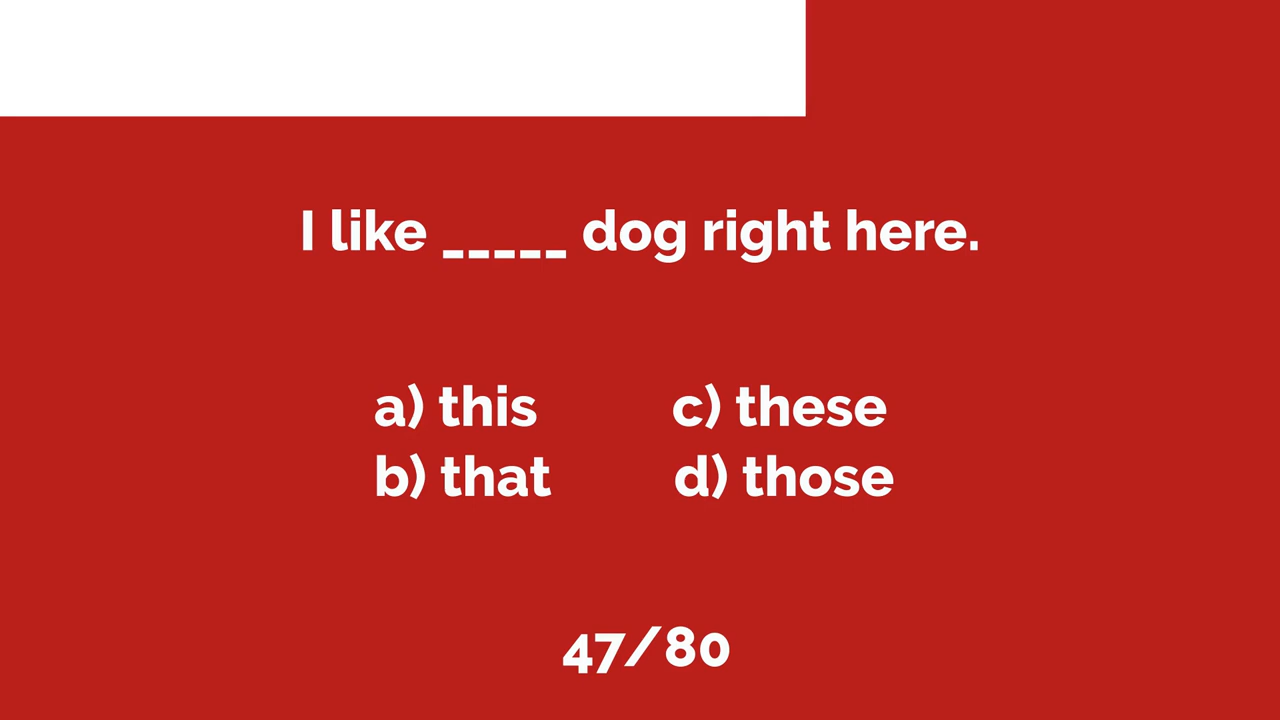 I like _____ dog right here.
a) this
b) that
c) these
d) those
47/80